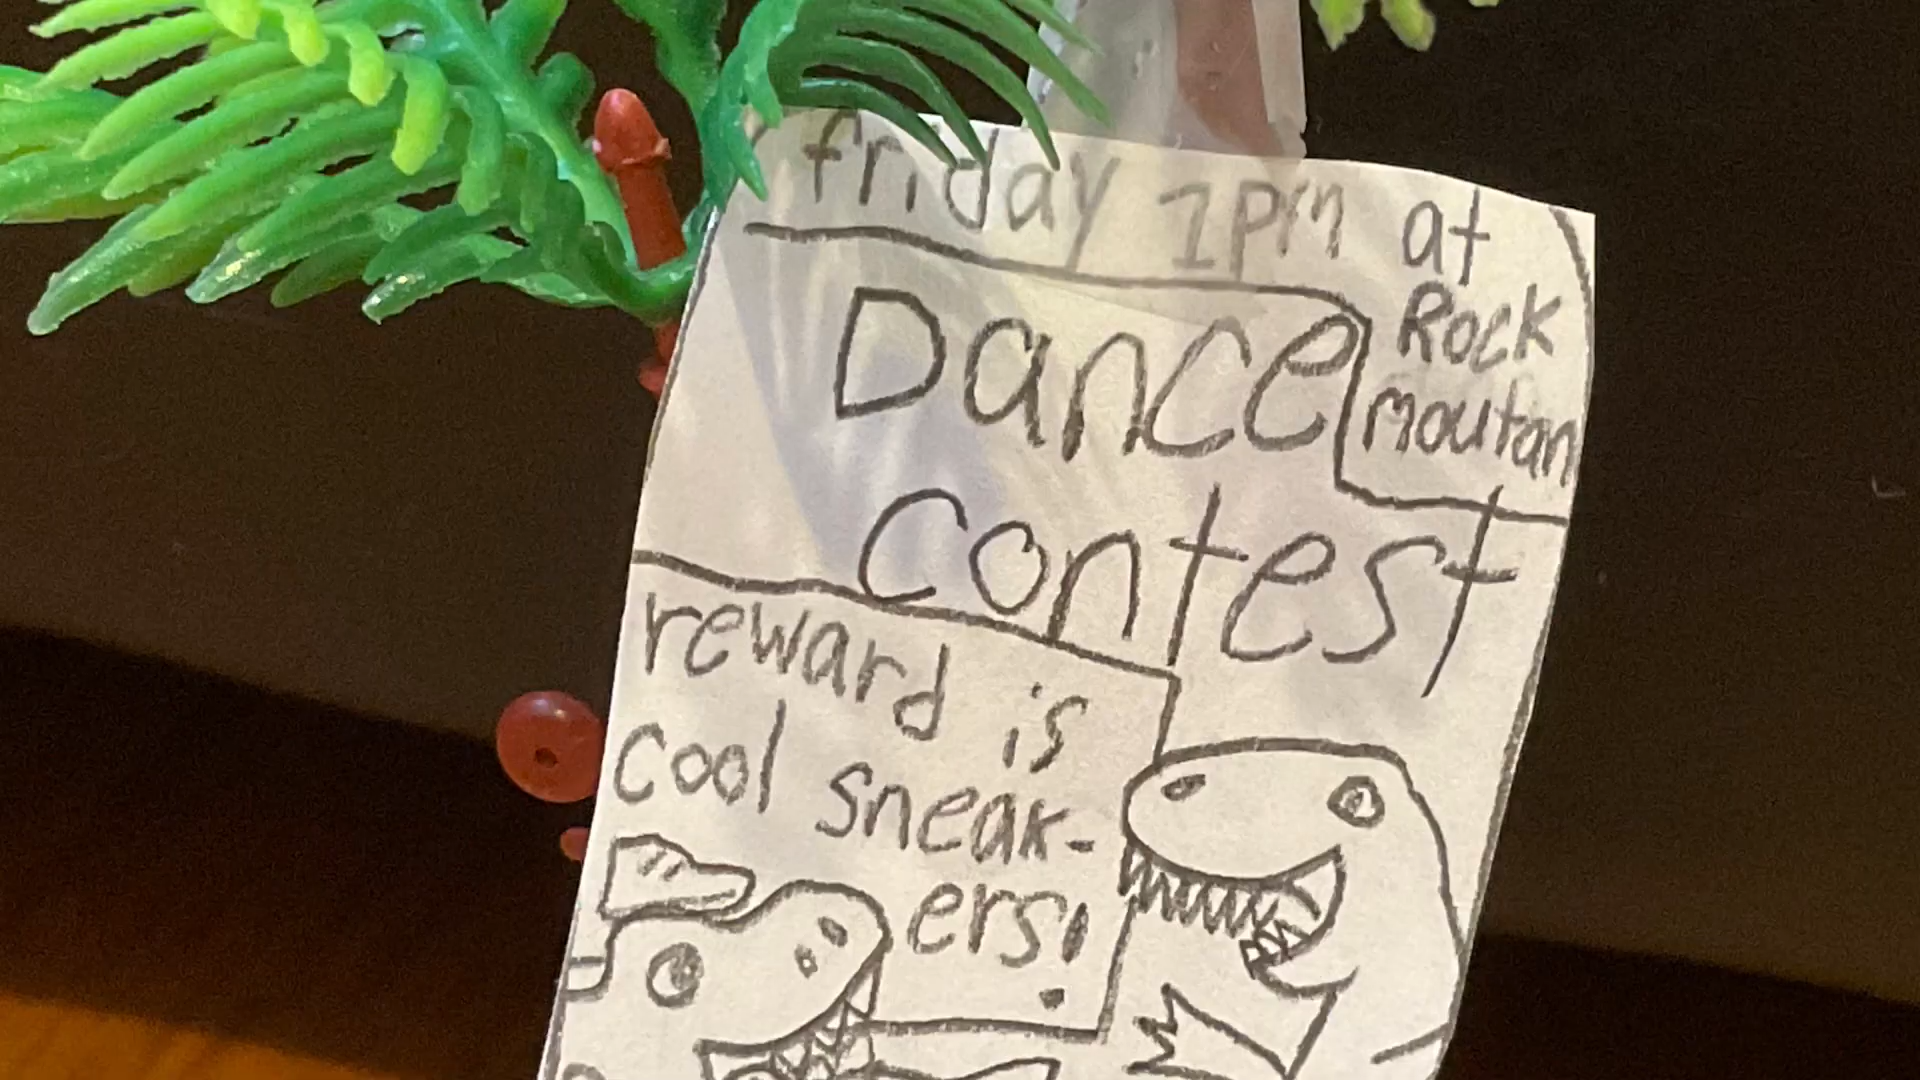 friday 1pm at
Rock
moutan
Dance
contest
reward is
cool sneak-
ers!